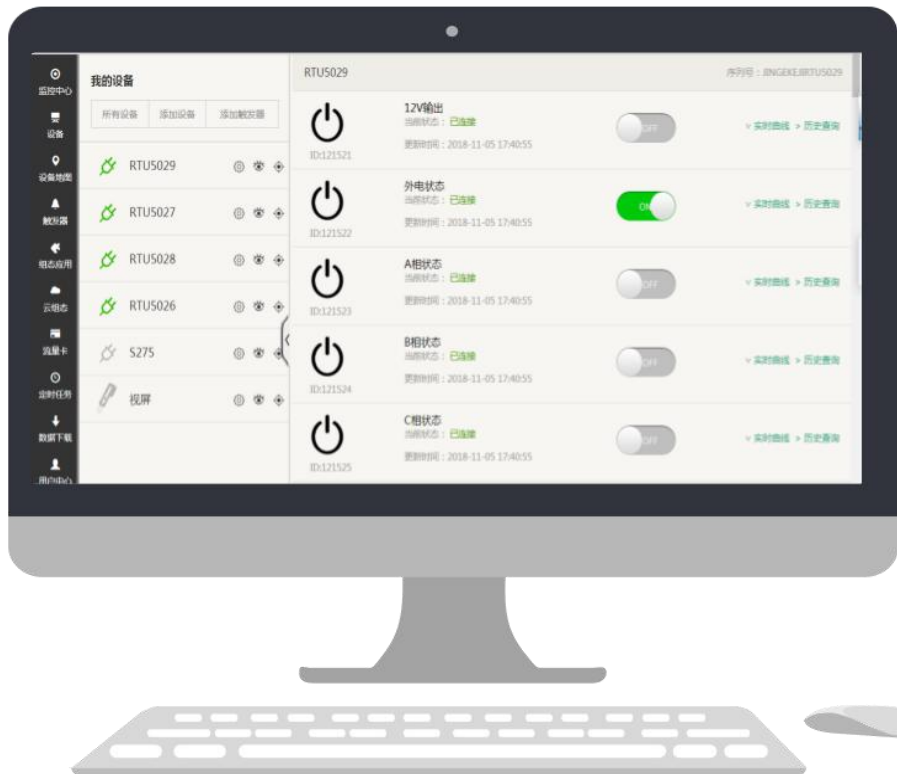 监控中心
设备
设备地图
触发器
组态应用
云组态
流量卡
定时任务
数据下载
用户中心
我的设备
所有设备 添加设备 添加触发器
RTU5029
RTU5027
RTU5028
RTU5026
S275
视屏
RTU5029
序列号：JINGEKEJIRTU5029
12V输出
当前状态：已连接
更新时间：2018-11-05 17:40:55
ID:121521
OFF
实时曲线 历史查询
外电状态
当前状态：已连接
更新时间：2018-11-05 17:40:55
ID:121522
ON
实时曲线 历史查询
A相状态
当前状态：已连接
更新时间：2018-11-05 17:40:55
ID:121523
OFF
实时曲线 历史查询
B相状态
当前状态：已连接
更新时间：2018-11-05 17:40:55
ID:121524
OFF
实时曲线 历史查询
C相状态
当前状态：已连接
更新时间：2018-11-05 17:40:55
ID:121525
OFF
实时曲线 历史查询